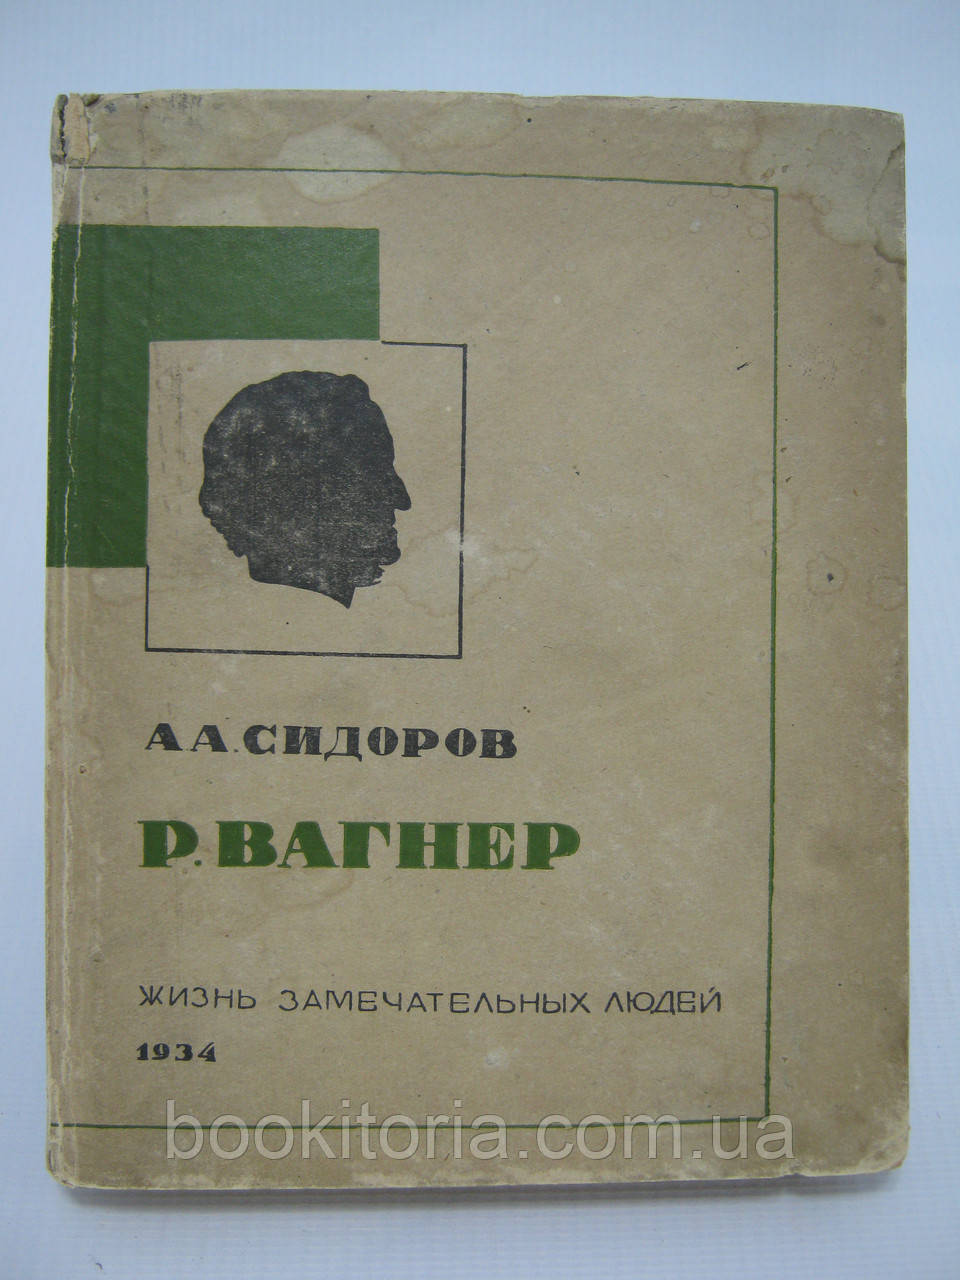 А.А.СИДОРОВ
Р.ВАГНЕР
ЖИЗНЬ ЗАМЕЧАТЕЛЬНЫХ ЛЮДЕЙ
1934
bookitoria.com.ua